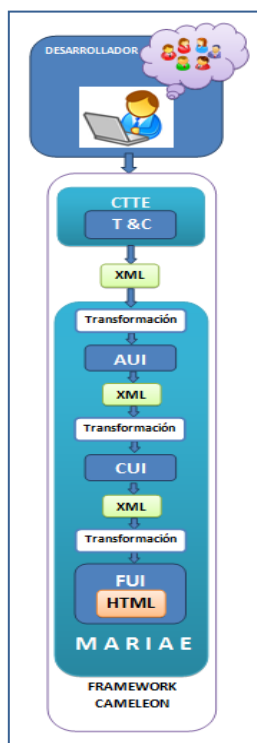 DESARROLLADOR
CTTE
T &C
XML
Transformación
AUI
XML
Transformación
CUI
XML
Transformación
FUI
HTML
M A R I A E
FRAMEWORK
CAMELEON